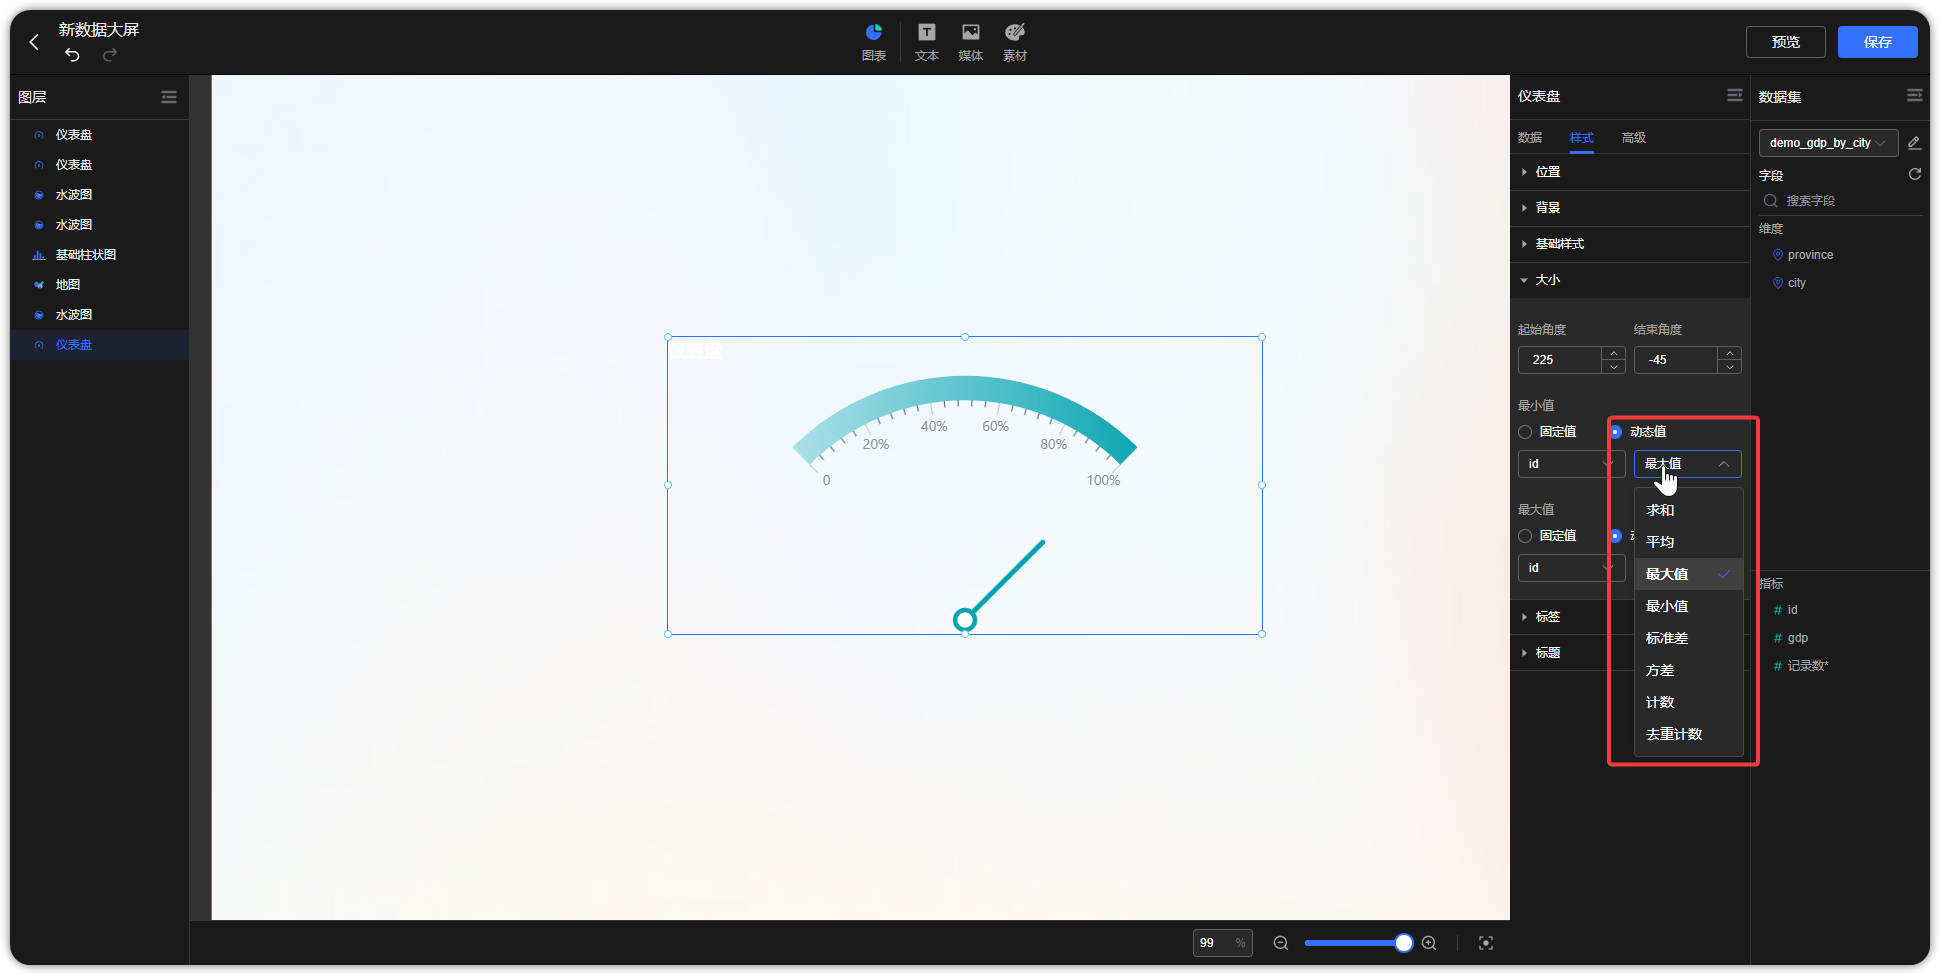 新数据大屏
图表
文本
媒体
素材
预览
保存
图层
仪表盘
仪表盘
水波图
水波图
基础柱状图
地图
水波图
仪表盘
仪表盘
0
20%
40%
60%
80%
100%
99 %
仪表盘
数据 样式 高级
位置
背景
基础样式
大小
起始角度 结束角度
225 -45
最小值
固定值 动态值
id 最大值
求和
平均
最大值
最小值
标准差
方差
计数
去重计数
最大值
固定值
id
标签
标题
数据集
demo_gdp_by_city
字段
搜索字段
维度
province
city
指标
# id
# gdp
# 记录数*